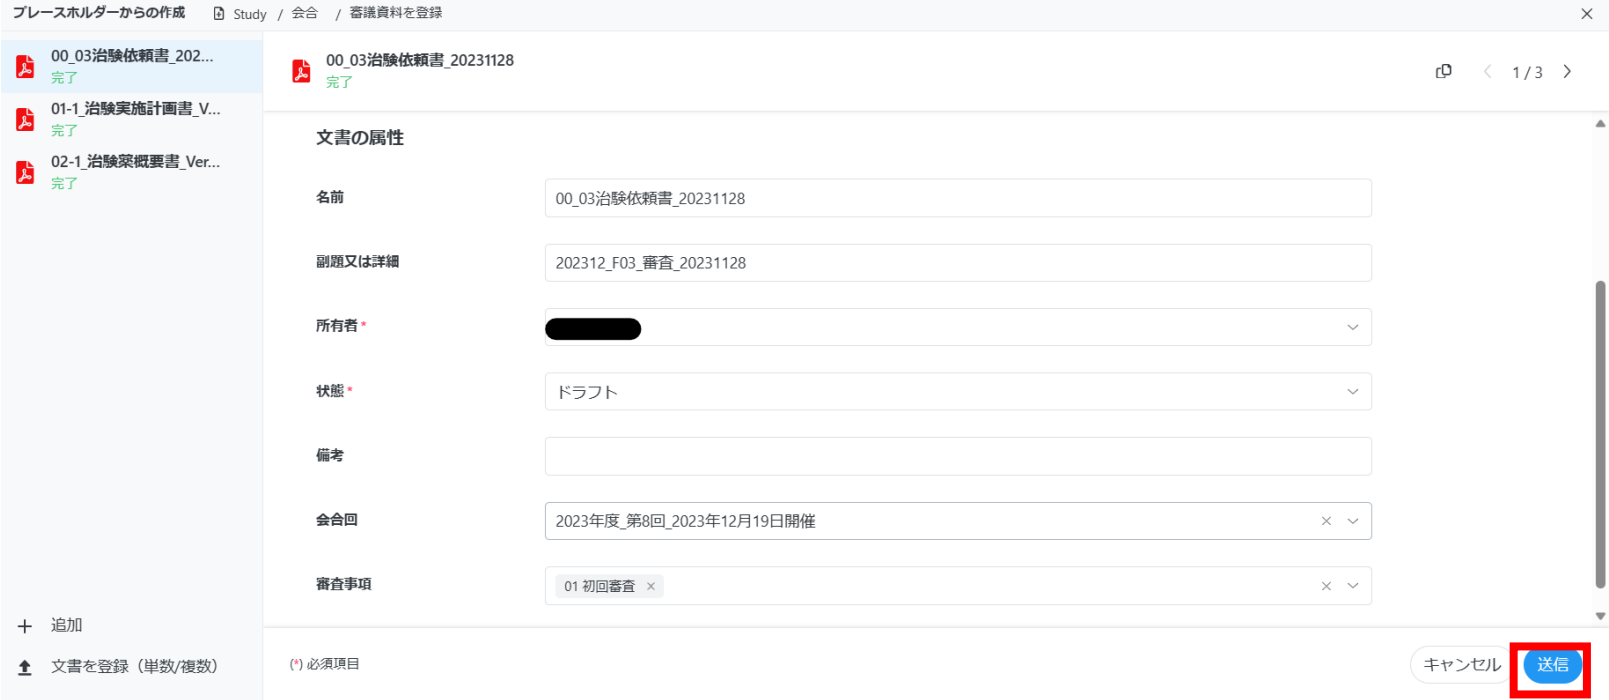 プレースホルダーからの作成 Study / 会合 / 審議資料を登録
00_03治験依頼書_202...
完了
01-1_治験実施計画書_V...
完了
02-1_治験薬概要書_Ver...
完了
追加
文書を登録（単数/複数）
00_03治験依頼書_20231128
完了
1 / 3
文書の属性
名前 00_03治験依頼書_20231128
副題又は詳細 202312_F03_審査_20231128
所有者*
状態* ドラフト
備考
会合回 2023年度_第8回_2023年12月19日開催
審査事項 01 初回審査
(*) 必須項目
キャンセル 送信